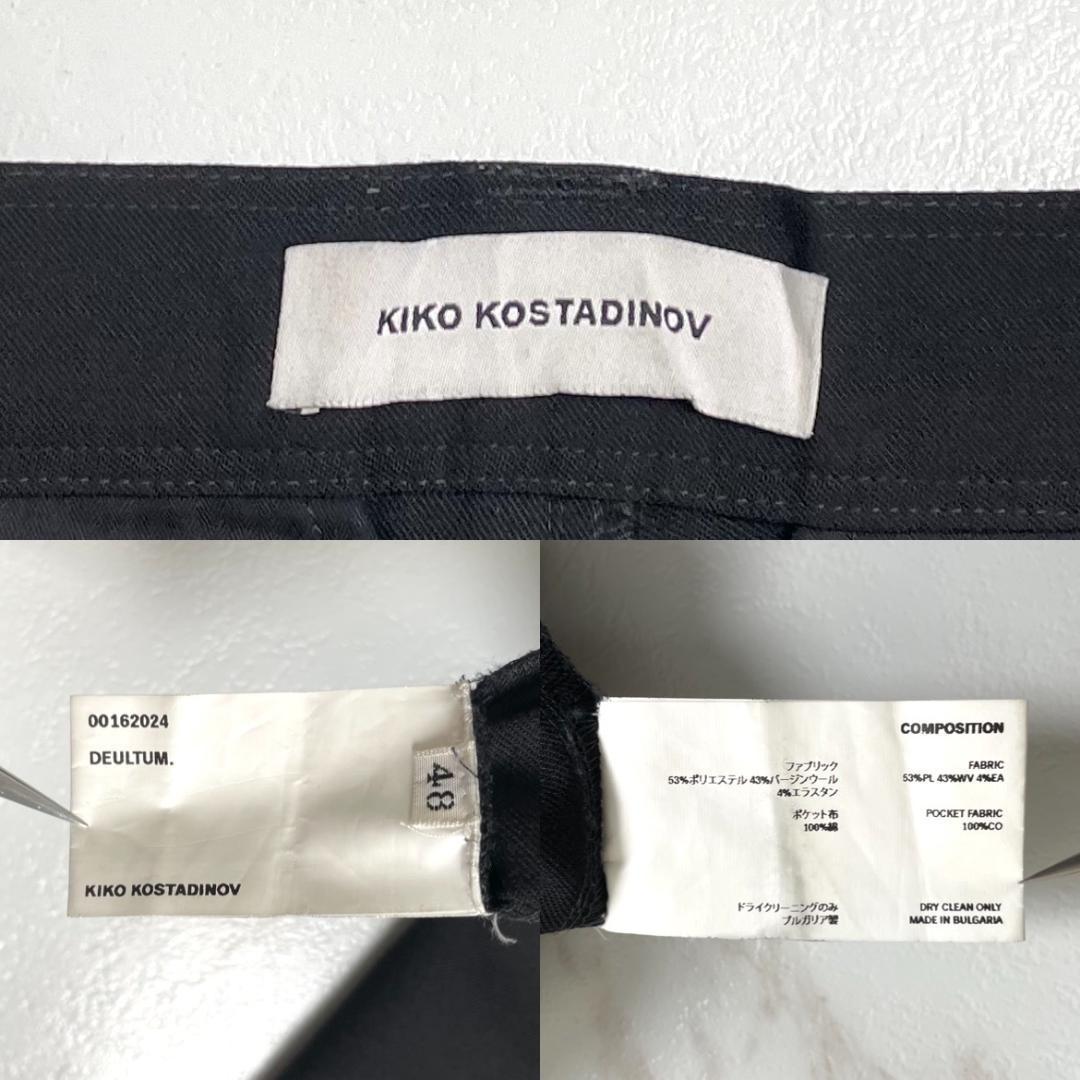 KIKO KOSTADINOV
00162024
DEULTUM.
48
KIKO KOSTADINOV
COMPOSITION
ファブリック
53%ポリエステル 43%バージンウール
4%エラスタン
ポケット布
100%綿
ドライクリーニングのみ
ブルガリア製
FABRIC
53%PL 43%WV 4%EA
POCKET FABRIC
100%CO
DRY CLEAN ONLY
MADE IN BULGARIA